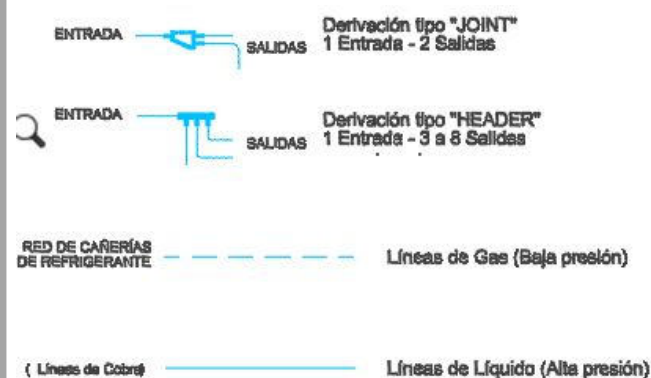 ENTRADA
SALIDAS
Derivación tipo "JOINT"
1 Entrada - 2 Salidas
ENTRADA
SALIDAS
Derivación tipo "HEADER"
1 Entrada - 3 a 8 Salidas
RED DE CAÑERÍAS
DE REFRIGERANTE
Líneas de Gas (Baja presión)
( Líneas de Cobre)
Líneas de Líquido (Alta presión)